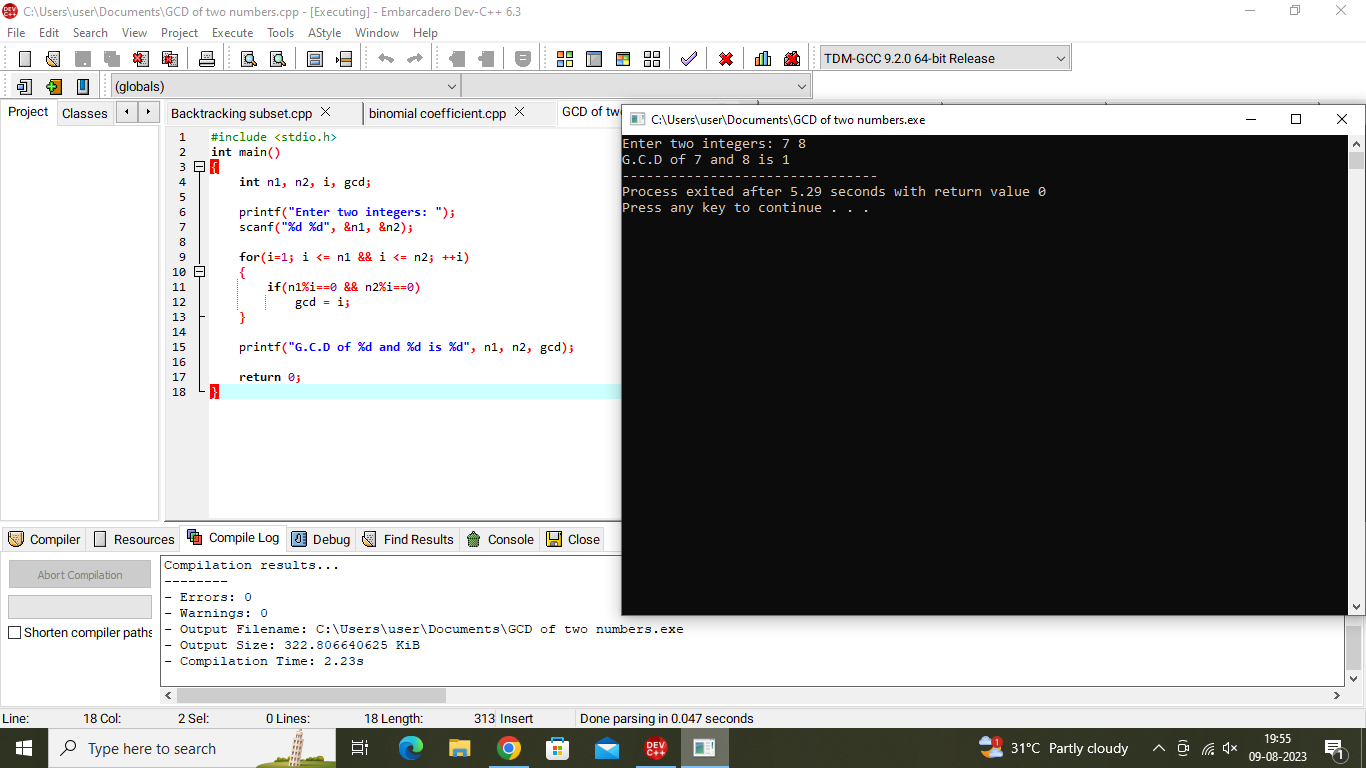 C:\Users\user\Documents\GCD of two numbers.cpp - [Executing] - Embarcadero Dev-C++ 6.3
File Edit Search View Project Execute Tools AStyle Window Help
TDM-GCC 9.2.0 64-bit Release
(globals)
Project Classes
Backtracking subset.cpp binomial coefficient.cpp GCD of tw
1 #include <stdio.h>
2 int main()
3 {
4 int n1, n2, i, gcd;
5
6 printf("Enter two integers: ");
7 scanf("%d %d", &n1, &n2);
8
9 for(i=1; i <= n1 && i <= n2; ++i)
10 {
11 if(n1%i==0 && n2%i==0)
12 gcd = i;
13 }
14
15 printf("G.C.D of %d and %d is %d", n1, n2, gcd);
16
17 return 0;
18 }
C:\Users\user\Documents\GCD of two numbers.exe
Enter two integers: 7 8
G.C.D of 7 and 8 is 1
--------------------------------
Process exited after 5.29 seconds with return value 0
Press any key to continue . . .
Compiler Resources Compile Log Debug Find Results Console Close
Abort Compilation
Shorten compiler paths
Compilation results...
--------
- Errors: 0
- Warnings: 0
- Output Filename: C:\Users\user\Documents\GCD of two numbers.exe
- Output Size: 322.806640625 KiB
- Compilation Time: 2.23s
Line: 18 Col: 2 Sel: 0 Lines: 18 Length: 313 Insert Done parsing in 0.047 seconds
Type here to search
DEV C++
31°C Partly cloudy
19:55
09-08-2023
1